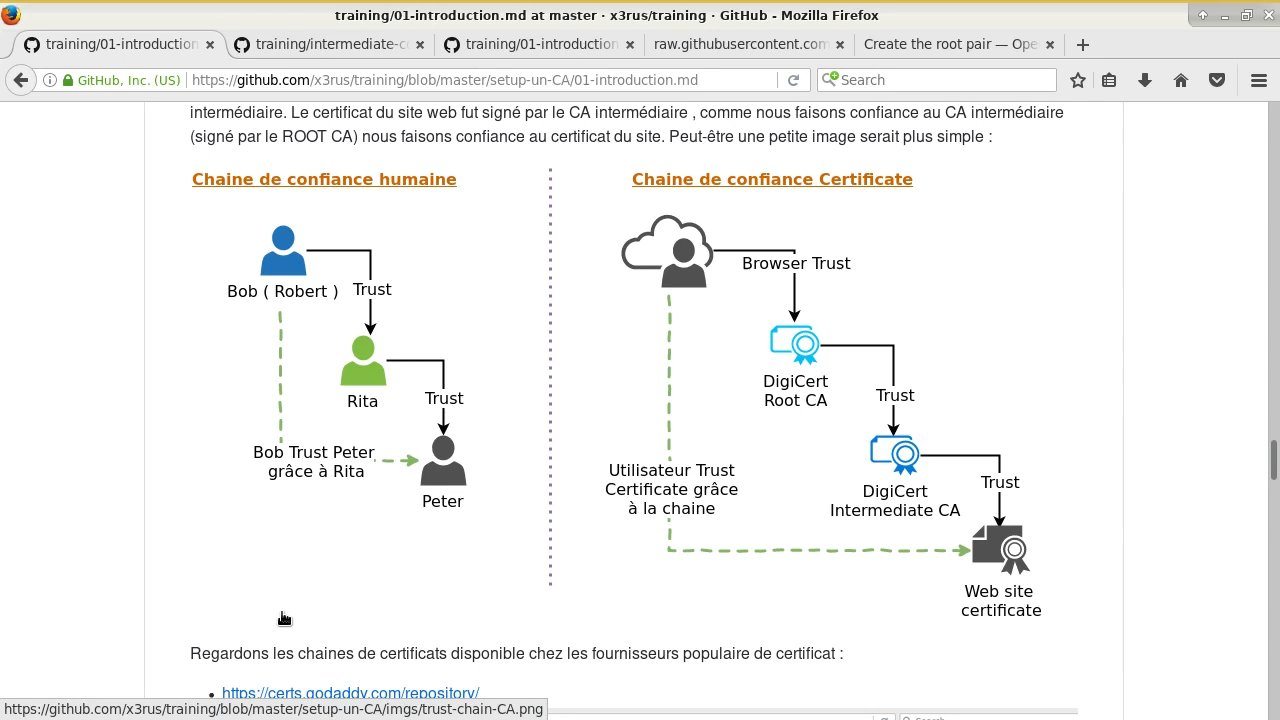 training/01-introduction.md at master · x3rus/training · GitHub - Mozilla Firefox
training/01-introduction
training/intermediate-c
training/01-introduction
raw.githubusercontent.com
Create the root pair — Ope
GitHub, Inc. (US)
https://github.com/x3rus/training/blob/master/setup-un-CA/01-introduction.md
Search
intermédiaire. Le certificat du site web fut signé par le CA intermédiaire , comme nous faisons confiance au CA intermédiaire
(signé par le ROOT CA) nous faisons confiance au certificat du site. Peut-être une petite image serait plus simple :
Chaine de confiance humaine
Bob ( Robert )
Trust
Rita
Trust
Bob Trust Peter
grâce à Rita
Peter
Chaine de confiance Certificate
Browser Trust
DigiCert
Root CA
Trust
Utilisateur Trust
Certificate grâce
à la chaine
DigiCert
Intermediate CA
Trust
Web site
certificate
Regardons les chaines de certificats disponible chez les fournisseurs populaire de certificat :
• https://certs.godaddy.com/repository/
https://github.com/x3rus/training/blob/master/setup-un-CA/imgs/trust-chain-CA.png
Search